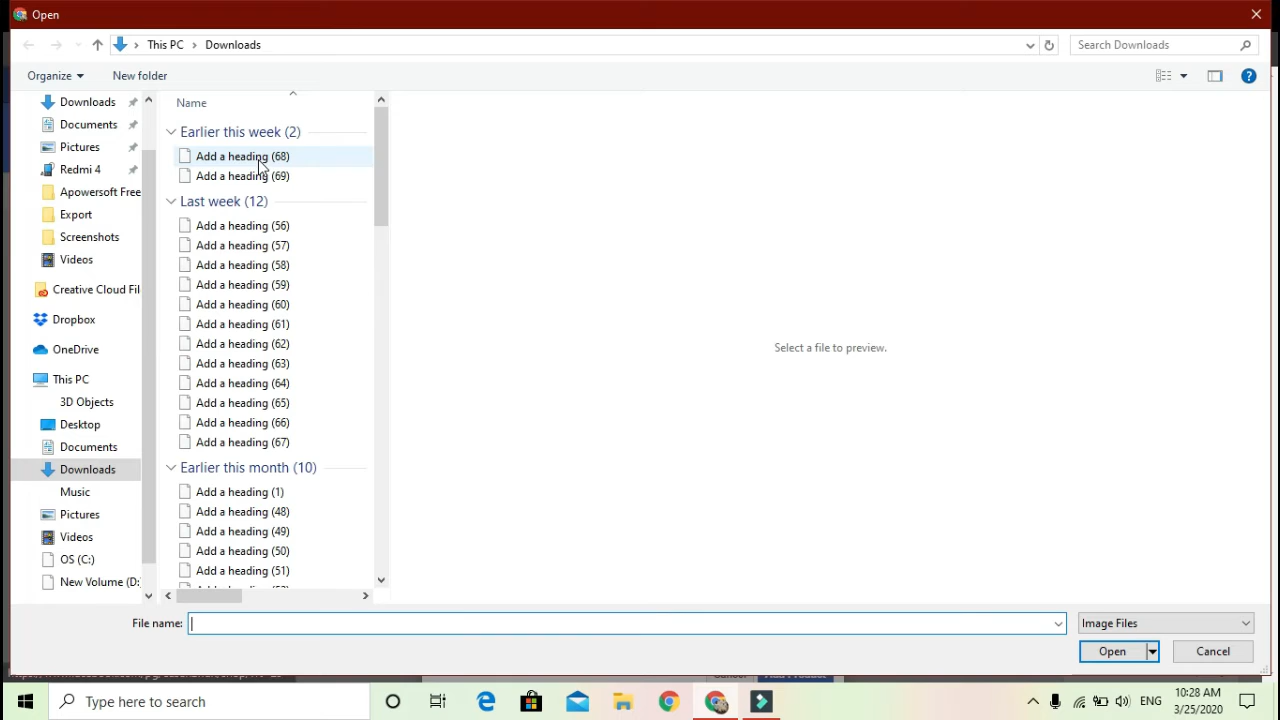 Open
This PC > Downloads
Search Downloads
Organize
New folder
Name
Downloads
Documents
Pictures
Redmi 4
Apowersoft Free
Export
Screenshots
Videos
Creative Cloud Fil
Dropbox
OneDrive
This PC
3D Objects
Desktop
Documents
Downloads
Music
Pictures
Videos
OS (C:)
New Volume (D:
Earlier this week (2)
Add a heading (68)
Add a heading (69)
Last week (12)
Add a heading (56)
Add a heading (57)
Add a heading (58)
Add a heading (59)
Add a heading (60)
Add a heading (61)
Add a heading (62)
Add a heading (63)
Add a heading (64)
Add a heading (65)
Add a heading (66)
Add a heading (67)
Earlier this month (10)
Add a heading (1)
Add a heading (48)
Add a heading (49)
Add a heading (50)
Add a heading (51)
Select a file to preview.
File name:
Image Files
Open
Cancel
Type here to search
ENG
10:28 AM
3/25/2020